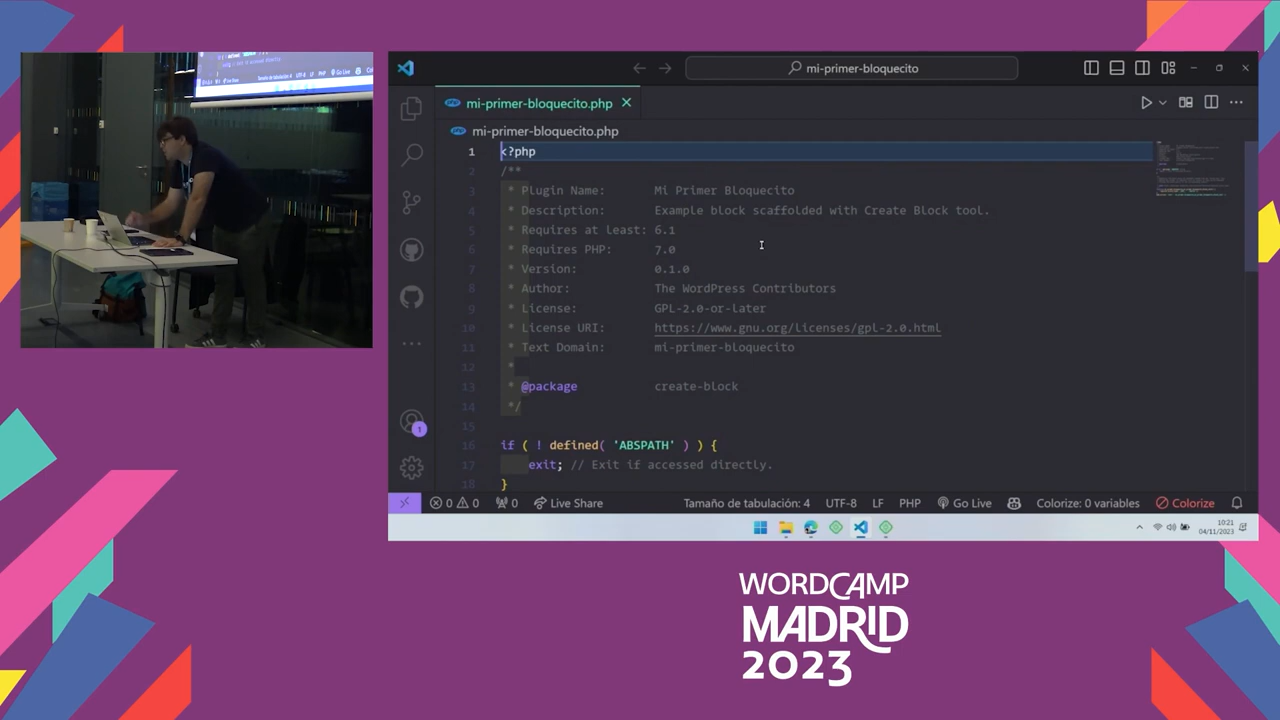 mi-primer-bloquecito
mi-primer-bloquecito.php
mi-primer-bloquecito.php
1 <?php
2 /**
3 * Plugin Name: Mi Primer Bloquecito
4 * Description: Example block scaffolded with Create Block tool.
5 * Requires at least: 6.1
6 * Requires PHP: 7.0
7 * Version: 0.1.0
8 * Author: The WordPress Contributors
9 * License: GPL-2.0-or-later
10 * License URI: https://www.gnu.org/licenses/gpl-2.0.html
11 * Text Domain: mi-primer-bloquecito
12 *
13 * @package create-block
14 */
15
16 if ( ! defined( 'ABSPATH' ) ) {
17 exit; // Exit if accessed directly.
18 }
1
0 0 0 Live Share Tamaño de tabulación: 4 UTF-8 LF PHP Go Live Colorize: 0 variables Colorize
10:21
04/11/2023
WORDCAMP
MADRID
2023